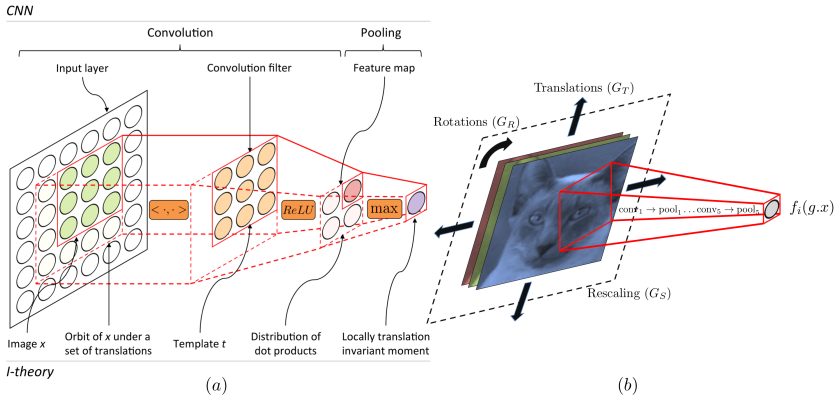 CNN
Convolution
Pooling
Input layer
Convolution filter
Feature map
< ·, · >
ReLU
max
Image x
Orbit of x under a
set of translations
Template t
Distribution of
dot products
Locally translation
invariant moment
I-theory
(a)
Translations (G_T)
Rotations (G_R)
conv₁ → pool₁ … conv₅ → pool₅
f_i(g.x)
Rescaling (G_S)
(b)